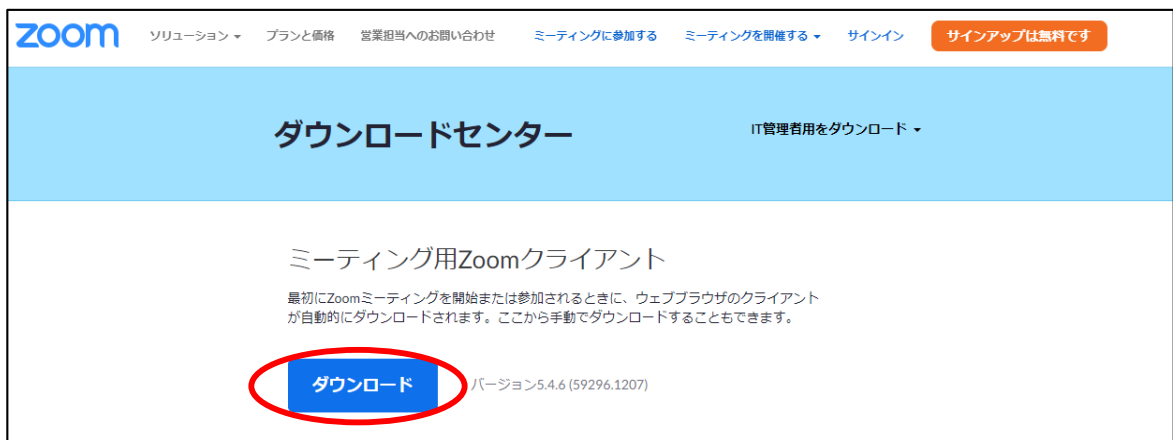 zoom ソリューション プランと価格 営業担当へのお問い合わせ ミーティングに参加する ミーティングを開催する サインイン サインアップは無料です
ダウンロードセンター IT管理者用をダウンロード
ミーティング用Zoomクライアント
最初にZoomミーティングを開始または参加されるときに、ウェブブラウザのクライアント
が自動的にダウンロードされます。ここから手動でダウンロードすることもできます。
ダウンロード バージョン5.4.6 (59296.1207)